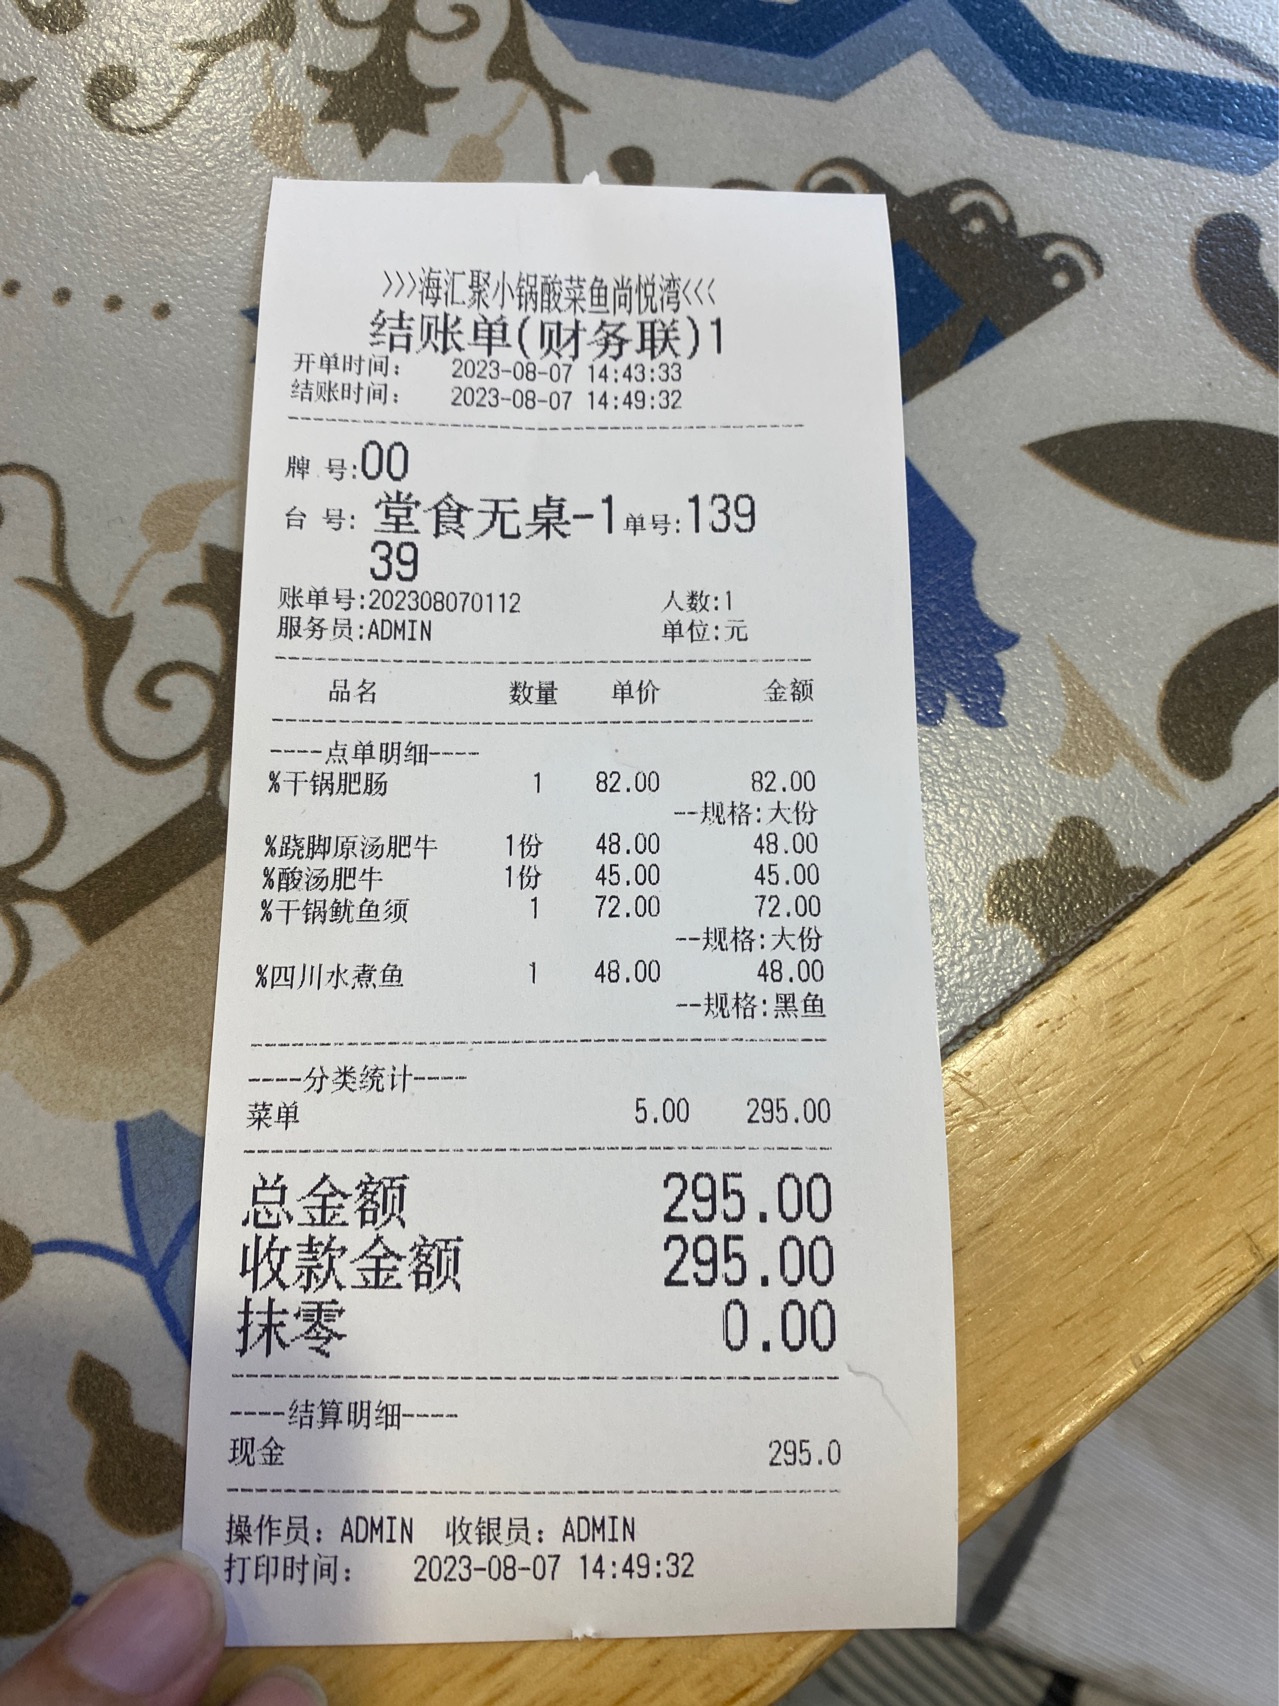 >>>海汇聚小锅酸菜鱼尚悦湾<<<
结账单(财务联)1
开单时间: 2023-08-07 14:43:33
结账时间: 2023-08-07 14:49:32
牌 号:00
台 号: 堂食无桌-1单号:139
39
账单号:202308070112 人数:1
服务员:ADMIN 单位:元
品名 数量 单价 金额
----点单明细----
%干锅肥肠 1 82.00 82.00
--规格:大份
%跷脚原汤肥牛 1份 48.00 48.00
%酸汤肥牛 1份 45.00 45.00
%干锅鱿鱼须 1 72.00 72.00
--规格:大份
%四川水煮鱼 1 48.00 48.00
--规格:黑鱼
----分类统计----
菜单 5.00 295.00
总金额 295.00
收款金额 295.00
抹零 0.00
----结算明细----
现金 295.0
操作员: ADMIN 收银员: ADMIN
打印时间: 2023-08-07 14:49:32